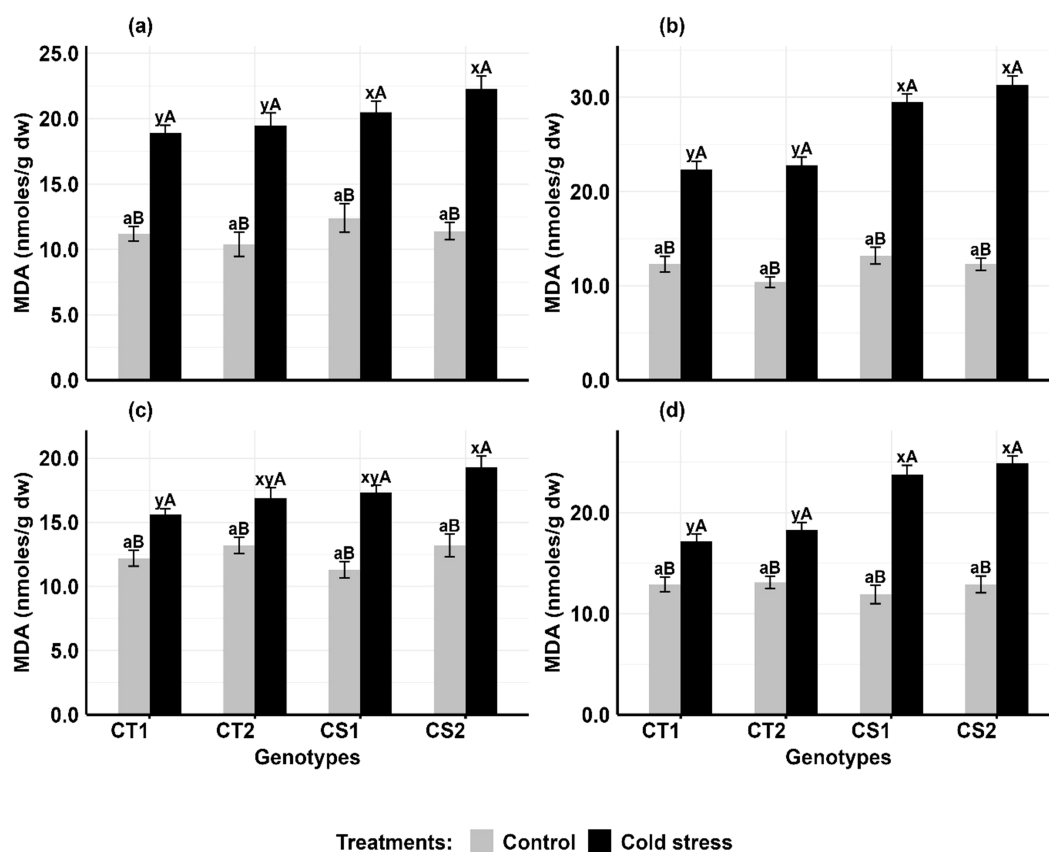 (a)
MDA (nmoles/g dw)
25.0
20.0
15.0
10.0
5.0
0.0
yA
yA
xA
xA
aB
aB
aB
aB
(b)
MDA (nmoles/g dw)
30.0
20.0
10.0
0.0
yA
yA
xA
xA
aB
aB
aB
aB
(c)
MDA (nmoles/g dw)
20.0
15.0
10.0
5.0
0.0
yA
xyA
xyA
xA
aB
aB
aB
aB
CT1 CT2 CS1 CS2
Genotypes
(d)
MDA (nmoles/g dw)
20.0
10.0
0.0
yA
yA
xA
xA
aB
aB
aB
aB
CT1 CT2 CS1 CS2
Genotypes
Treatments: Control Cold stress